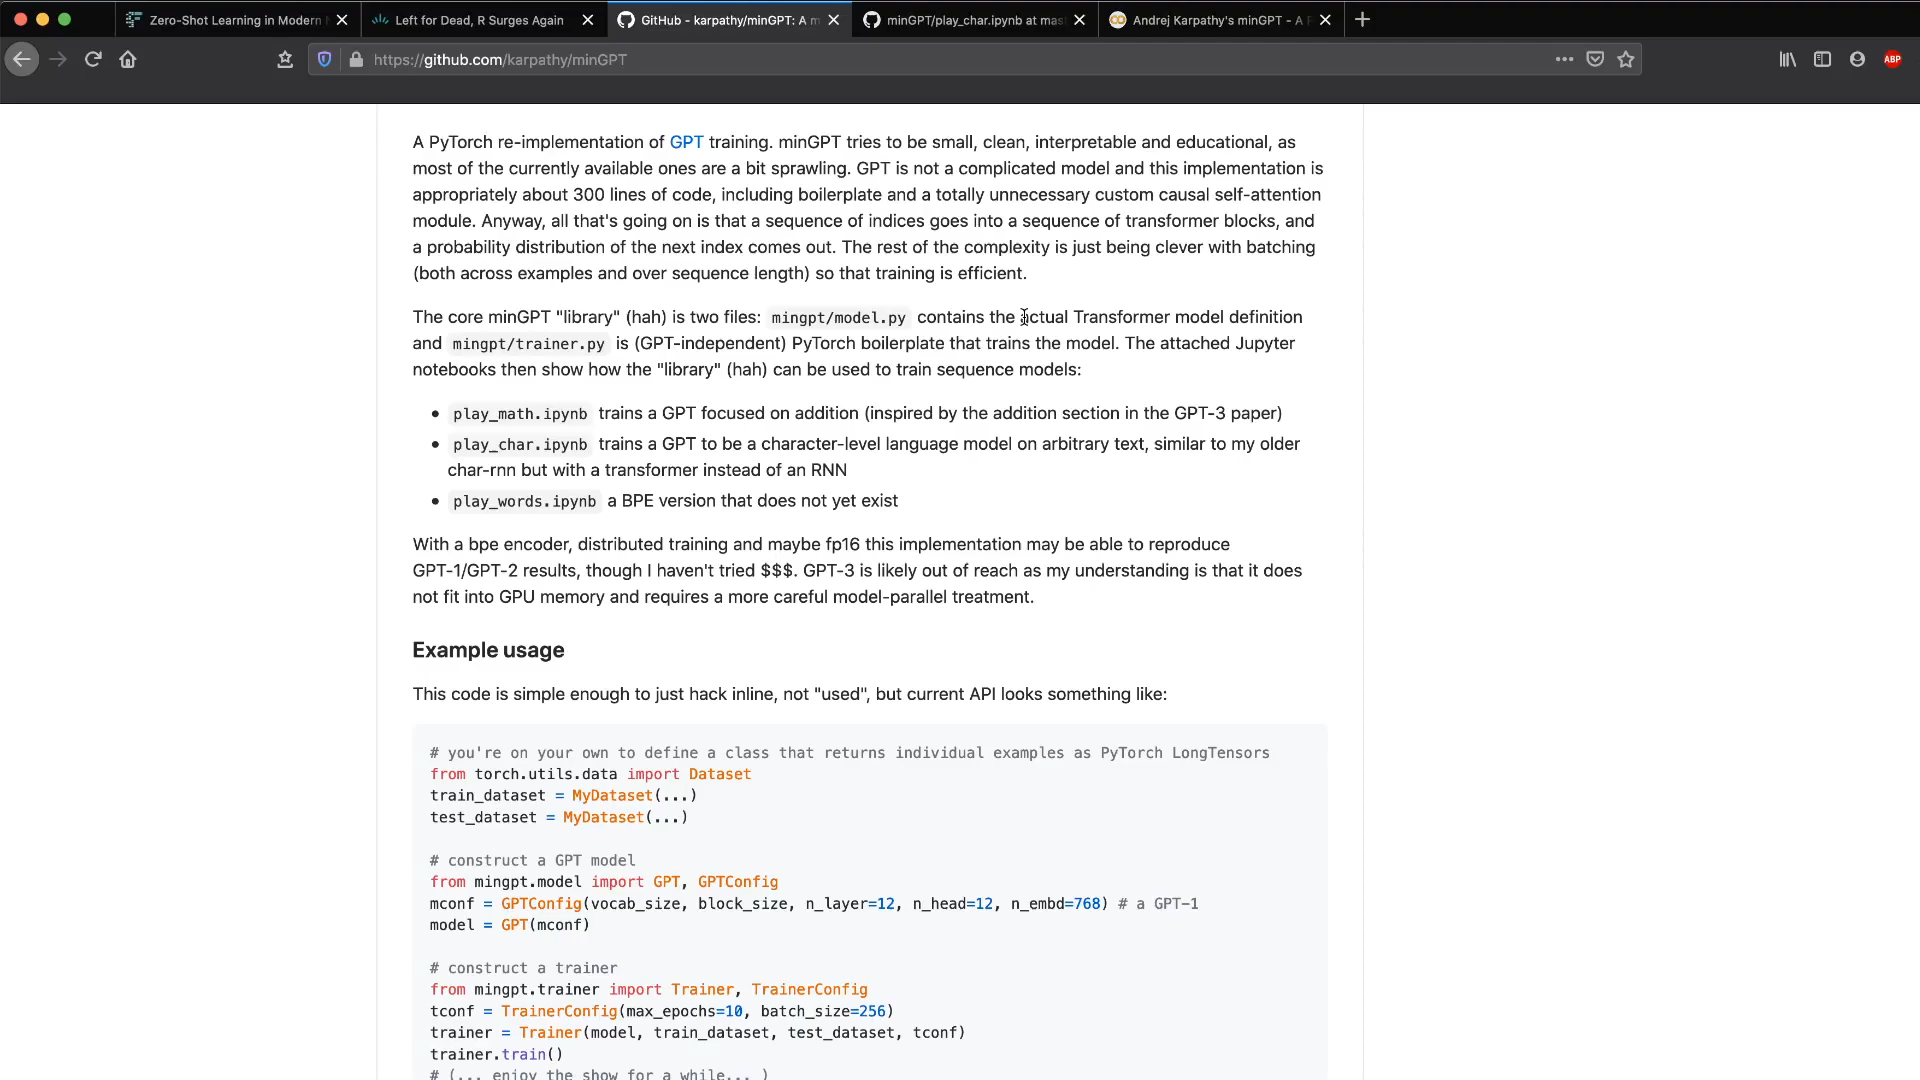 Zero-Shot Learning in Modern
Left for Dead, R Surges Again
GitHub - karpathy/minGPT: A m
minGPT/play_char.ipynb at mas
Andrej Karpathy's minGPT - A
https://github.com/karpathy/minGPT
ABP
A PyTorch re-implementation of GPT training. minGPT tries to be small, clean, interpretable and educational, as
most of the currently available ones are a bit sprawling. GPT is not a complicated model and this implementation is
appropriately about 300 lines of code, including boilerplate and a totally unnecessary custom causal self-attention
module. Anyway, all that's going on is that a sequence of indices goes into a sequence of transformer blocks, and
a probability distribution of the next index comes out. The rest of the complexity is just being clever with batching
(both across examples and over sequence length) so that training is efficient.
The core minGPT "library" (hah) is two files: mingpt/model.py contains the actual Transformer model definition
and mingpt/trainer.py is (GPT-independent) PyTorch boilerplate that trains the model. The attached Jupyter
notebooks then show how the "library" (hah) can be used to train sequence models:
• play_math.ipynb trains a GPT focused on addition (inspired by the addition section in the GPT-3 paper)
• play_char.ipynb trains a GPT to be a character-level language model on arbitrary text, similar to my older
char-rnn but with a transformer instead of an RNN
• play_words.ipynb a BPE version that does not yet exist
With a bpe encoder, distributed training and maybe fp16 this implementation may be able to reproduce
GPT-1/GPT-2 results, though I haven't tried $$$. GPT-3 is likely out of reach as my understanding is that it does
not fit into GPU memory and requires a more careful model-parallel treatment.
Example usage
This code is simple enough to just hack inline, not "used", but current API looks something like:
# you're on your own to define a class that returns individual examples as PyTorch LongTensors
from torch.utils.data import Dataset
train_dataset = MyDataset(...)
test_dataset = MyDataset(...)
# construct a GPT model
from mingpt.model import GPT, GPTConfig
mconf = GPTConfig(vocab_size, block_size, n_layer=12, n_head=12, n_embd=768) # a GPT-1
model = GPT(mconf)
# construct a trainer
from mingpt.trainer import Trainer, TrainerConfig
tconf = TrainerConfig(max_epochs=10, batch_size=256)
trainer = Trainer(model, train_dataset, test_dataset, tconf)
trainer.train()
# (... enjoy the show for a while... )